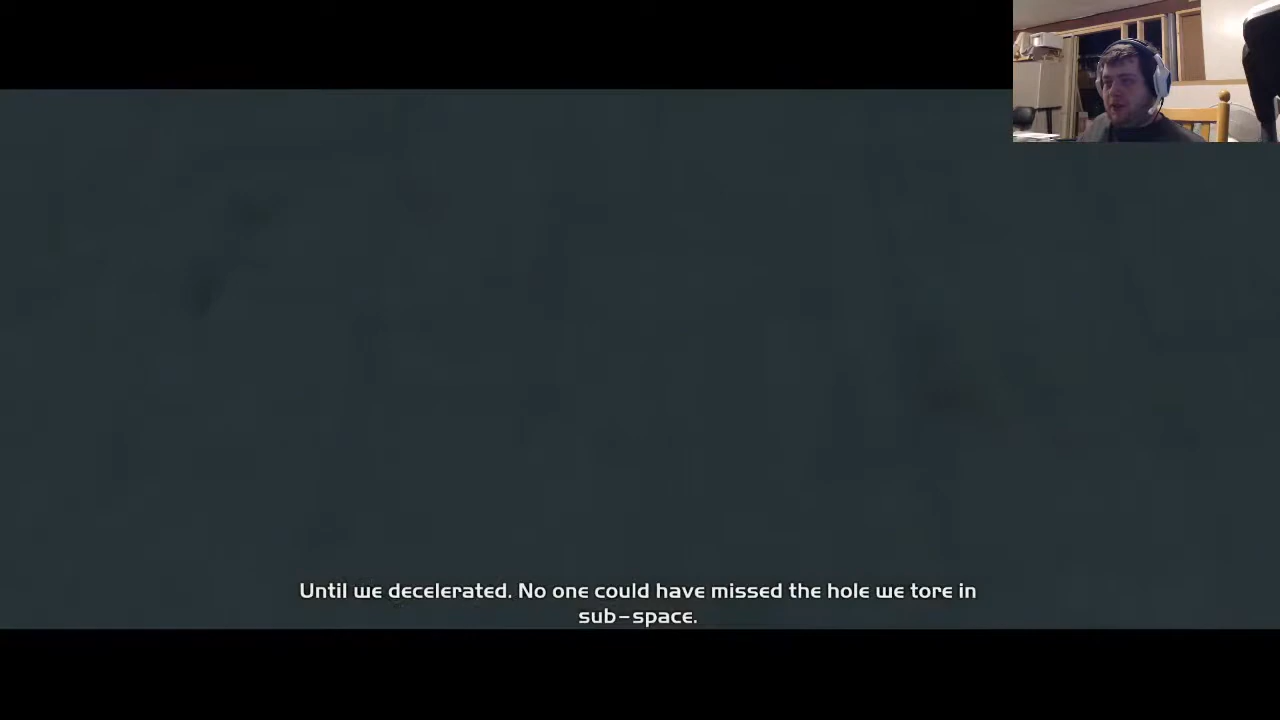 Until we decelerated. No one could have missed the hole we tore in
sub-space.